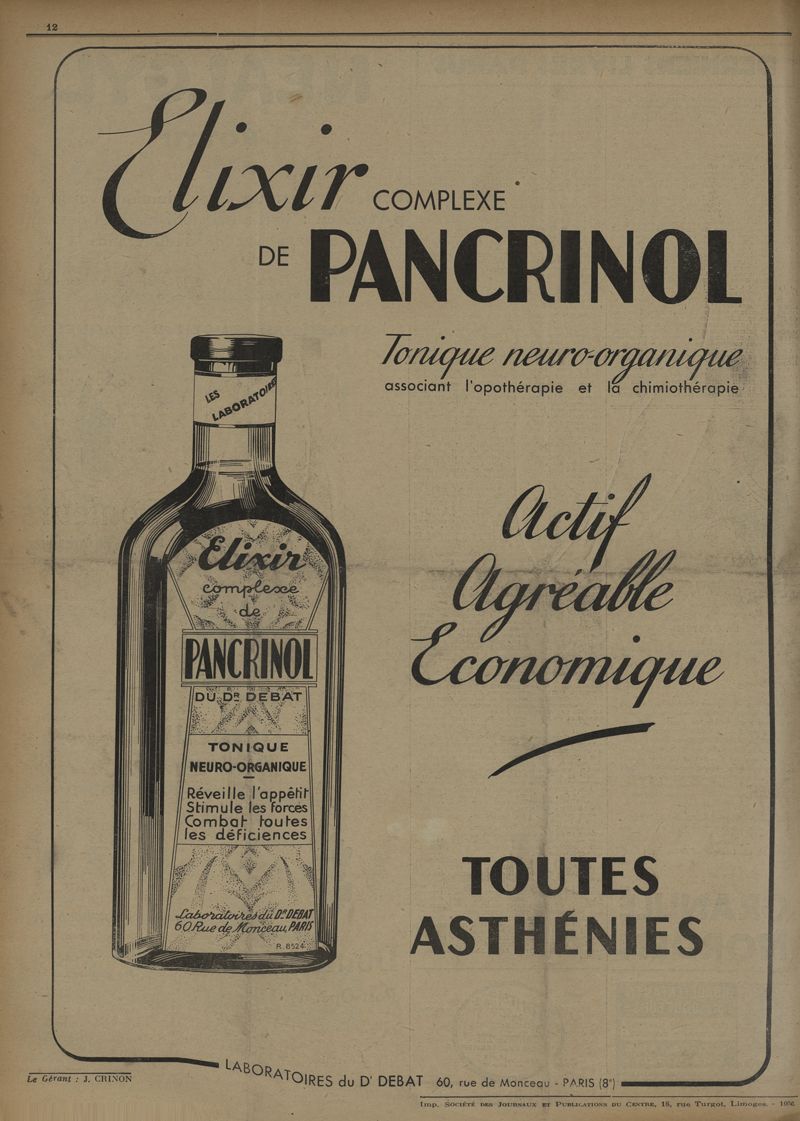 12
Elixir COMPLEXE
DE PANCRINOL
Tonique neuro-organique
associant l'opothérapie et la chimiothérapie
LES
LABORATOIRES
Elixir
complexe
de
PANCRINOL
DU DR DEBAT
TONIQUE
NEURO-ORGANIQUE
Réveille l'appétit
Stimule les forces
Combat toutes
les déficiences
Laboratoires du Dr DEBAT
60 Rue de Monceau, PARIS
R. 8524
Actif
Agréable
Economique
TOUTES
ASTHÉNIES
LABORATOIRES du Dr DEBAT 60, rue de Monceau - PARIS (8e)
Le Gérant : J. CRINON
Imp. SOCIÉTÉ DES JOURNAUX ET PUBLICATIONS DU CENTRE, 18, rue Turgot, Limoges. -